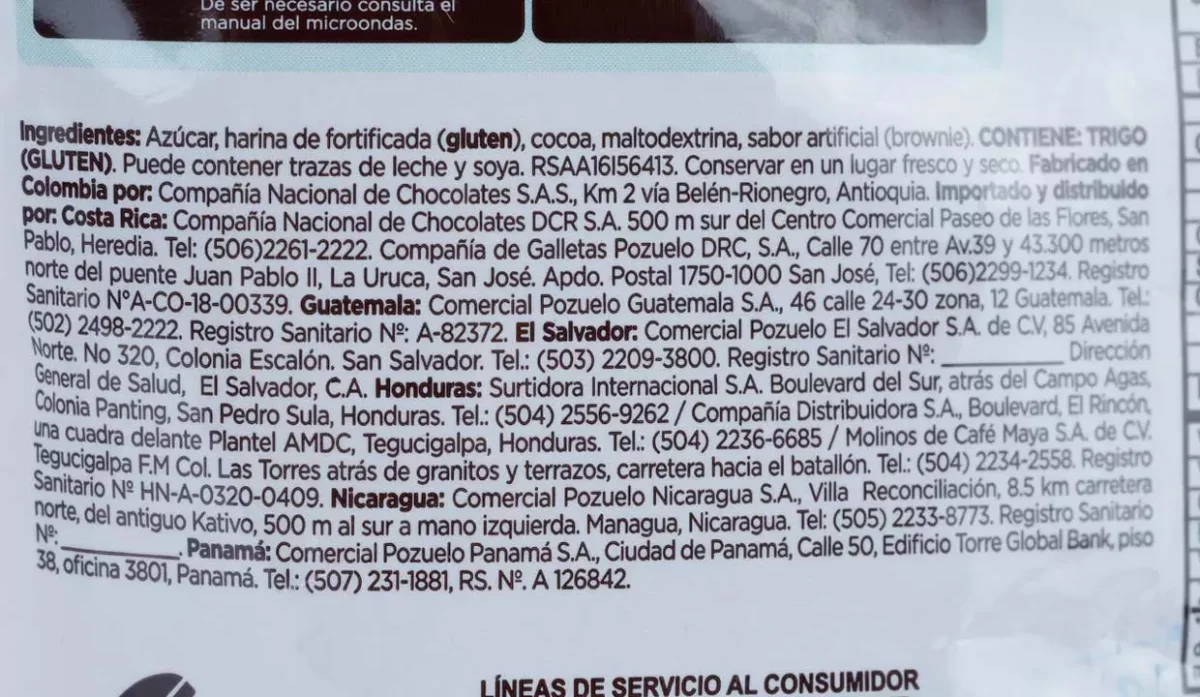 De ser necesario consulta el
manual del microondas.
Ingredientes: Azúcar, harina de fortificada (gluten), cocoa, maltodextrina, sabor artificial (brownie). CONTIENE: TRIGO
(GLUTEN). Puede contener trazas de leche y soya. RSAA16I56413. Conservar en un lugar fresco y seco. Fabricado en
Colombia por: Compañía Nacional de Chocolates S.A.S., Km 2 vía Belén-Rionegro, Antioquia. Importado y distribuido
por: Costa Rica: Compañía Nacional de Chocolates DCR S.A. 500 m sur del Centro Comercial Paseo de las Flores, San
Pablo, Heredia. Tel: (506)2261-2222. Compañía de Galletas Pozuelo DRC, S.A., Calle 70 entre Av.39 y 43.300 metros
norte del puente Juan Pablo II, La Uruca, San José. Apdo. Postal 1750-1000 San José, Tel: (506)2299-1234. Registro
Sanitario N°A-CO-18-00339. Guatemala: Comercial Pozuelo Guatemala S.A., 46 calle 24-30 zona, 12 Guatemala. Tel.:
(502) 2498-2222. Registro Sanitario Nº: A-82372. El Salvador: Comercial Pozuelo El Salvador S.A. de C.V, 85 Avenida
Norte. No 320, Colonia Escalón. San Salvador. Tel.: (503) 2209-3800. Registro Sanitario Nº: __________ Dirección
General de Salud, El Salvador, C.A. Honduras: Surtidora Internacional S.A. Boulevard del Sur, atrás del Campo Agas,
Colonia Panting, San Pedro Sula, Honduras. Tel.: (504) 2556-9262 / Compañía Distribuidora S.A., Boulevard, El Rincón,
una cuadra delante Plantel AMDC, Tegucigalpa, Honduras. Tel.: (504) 2236-6685 / Molinos de Café Maya S.A. de C.V.
Tegucigalpa F.M Col. Las Torres atrás de granitos y terrazos, carretera hacia el batallón. Tel.: (504) 2234-2558. Registro
Sanitario Nº HN-A-0320-0409. Nicaragua: Comercial Pozuelo Nicaragua S.A., Villa Reconciliación, 8.5 km carretera
norte, del antiguo Kativo, 500 m al sur a mano izquierda. Managua, Nicaragua. Tel: (505) 2233-8773. Registro Sanitario
Nº: __________. Panamá: Comercial Pozuelo Panamá S.A., Ciudad de Panamá, Calle 50, Edificio Torre Global Bank, piso
38, oficina 3801, Panamá. Tel.: (507) 231-1881, RS. Nº. A 126842.
LÍNEAS DE SERVICIO AL CONSUMIDOR